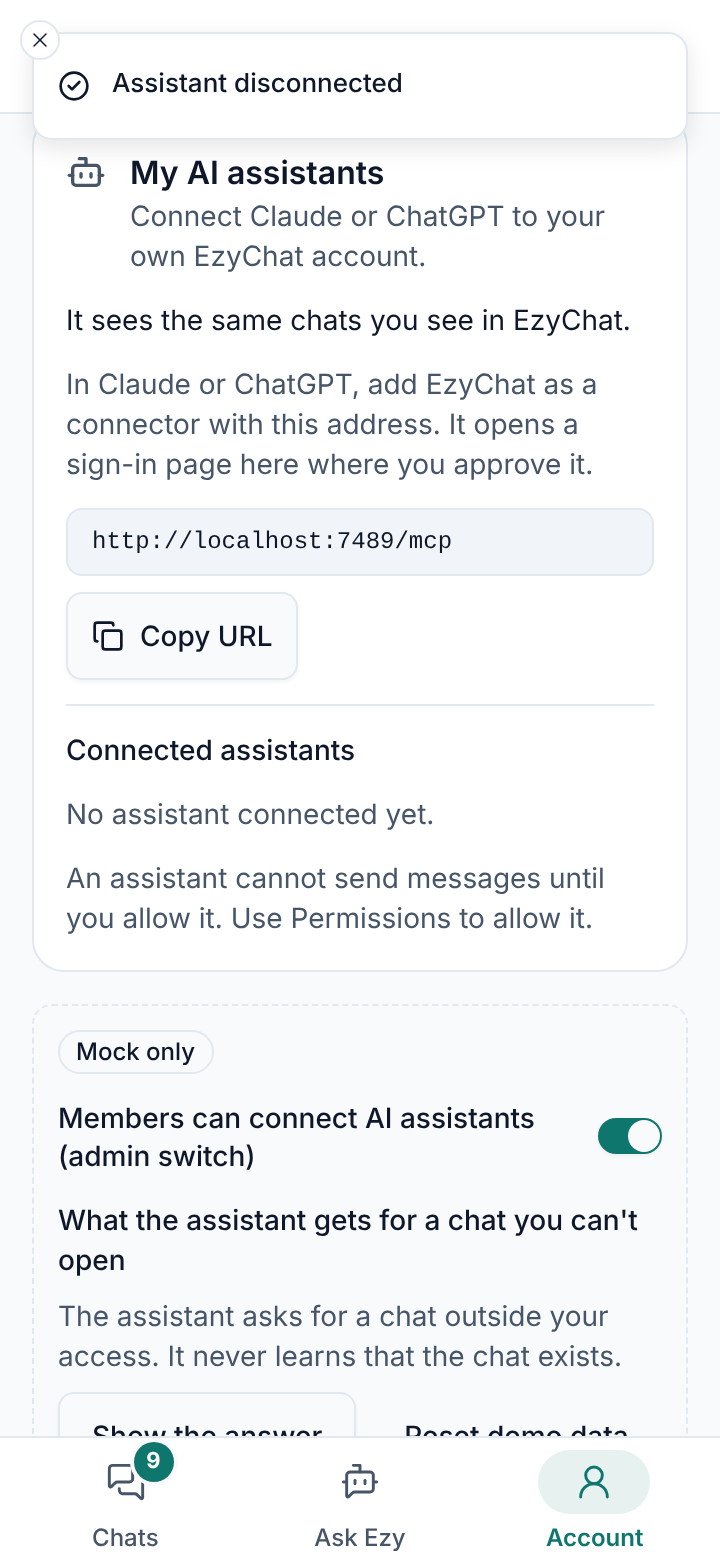 Assistant disconnected
My AI assistants
Connect Claude or ChatGPT to your
own EzyChat account.
It sees the same chats you see in EzyChat.
In Claude or ChatGPT, add EzyChat as a
connector with this address. It opens a
sign-in page here where you approve it.
http://localhost:7489/mcp
Copy URL
Connected assistants
No assistant connected yet.
An assistant cannot send messages until
you allow it. Use Permissions to allow it.
Mock only
Members can connect AI assistants
(admin switch)
What the assistant gets for a chat you can't
open
The assistant asks for a chat outside your
access. It never learns that the chat exists.
Show the answer
Reset demo data
9
Chats
Ask Ezy
Account